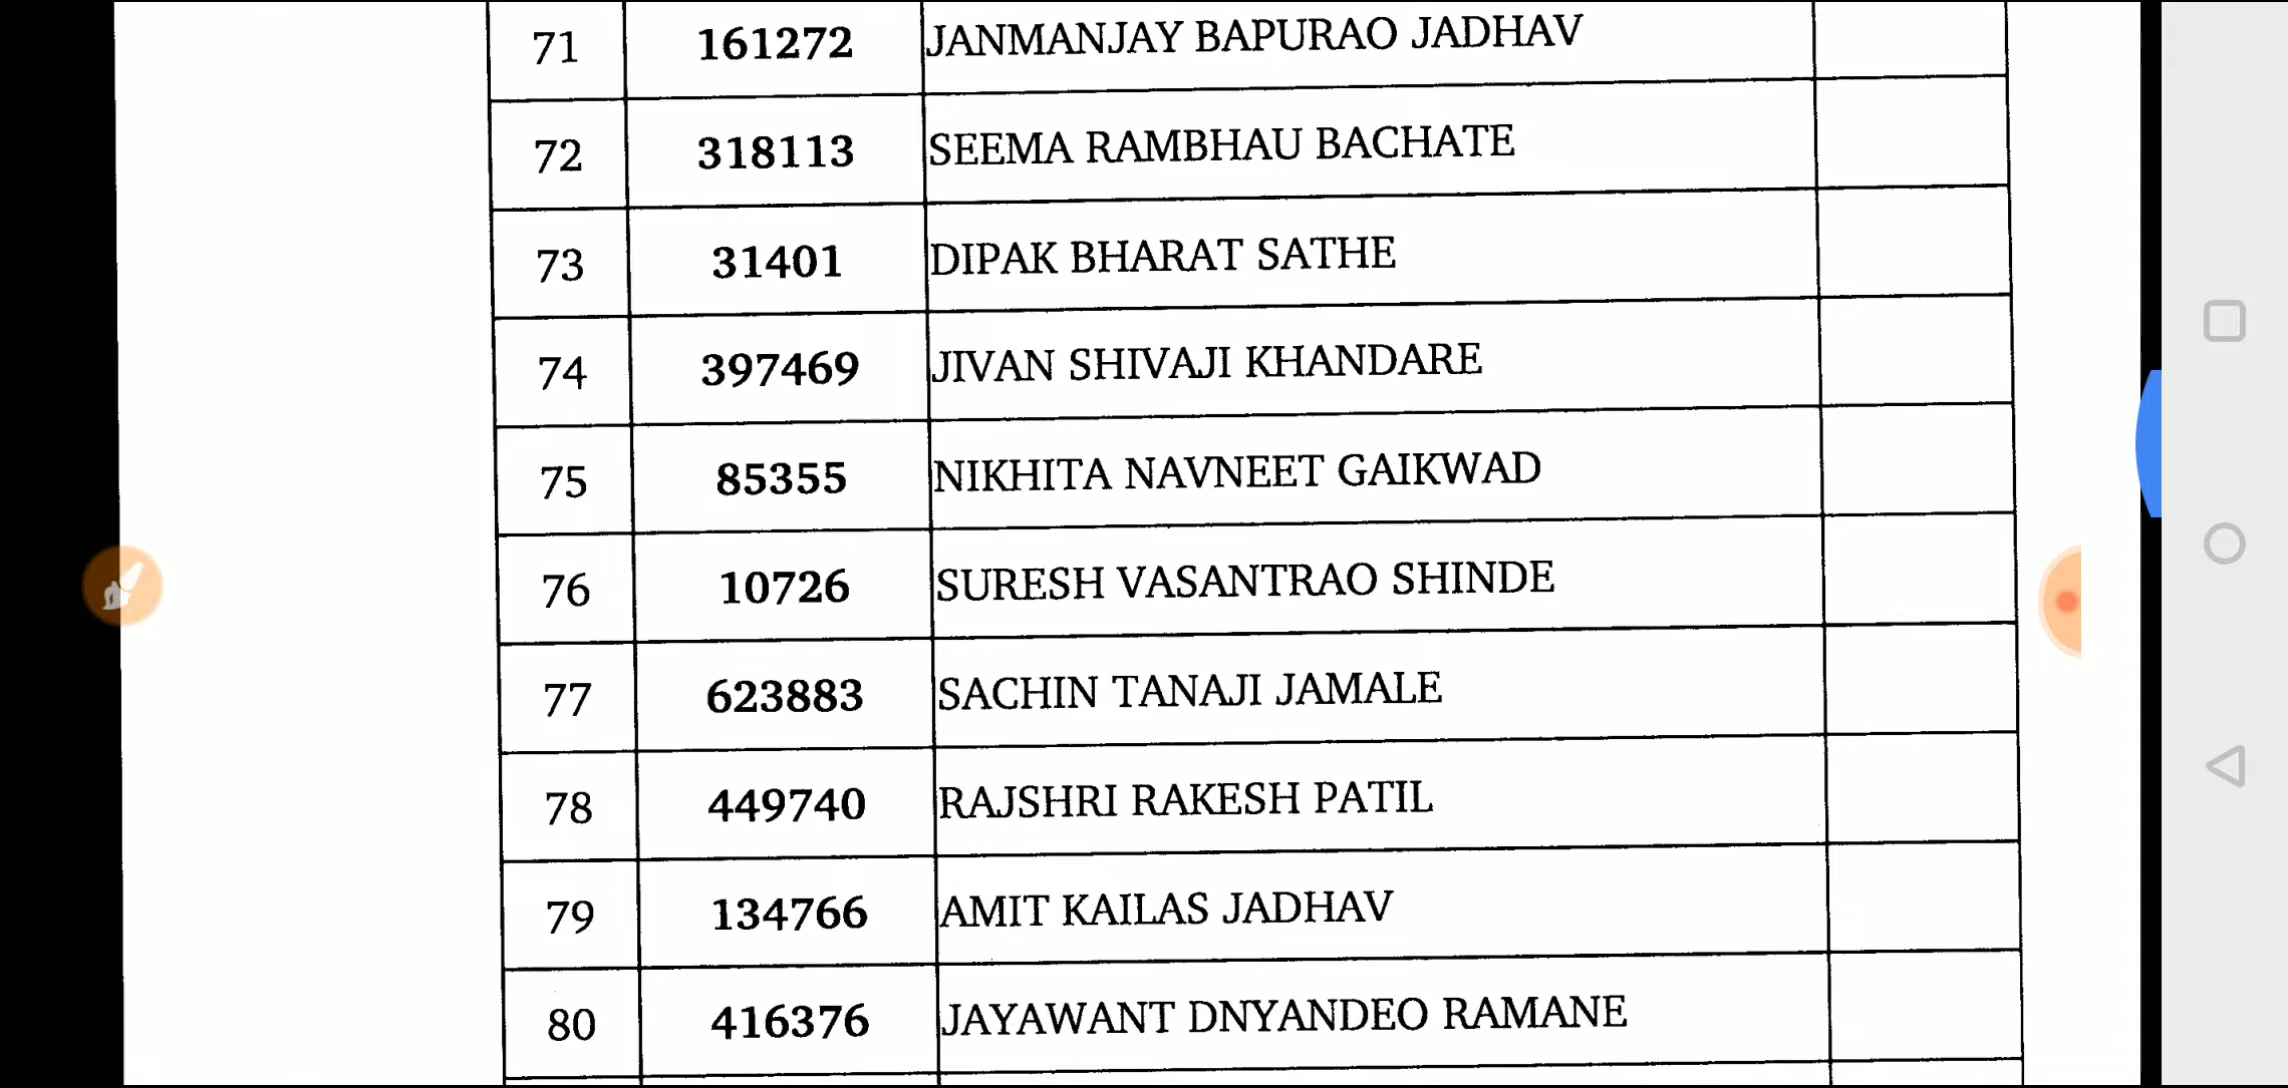 71 161272 JANMANJAY BAPURAO JADHAV
72 318113 SEEMA RAMBHAU BACHATE
73 31401 DIPAK BHARAT SATHE
74 397469 JIVAN SHIVAJI KHANDARE
75 85355 NIKHITA NAVNEET GAIKWAD
76 10726 SURESH VASANTRAO SHINDE
77 623883 SACHIN TANAJI JAMALE
78 449740 RAJSHRI RAKESH PATIL
79 134766 AMIT KAILAS JADHAV
80 416376 JAYAWANT DNYANDEO RAMANE